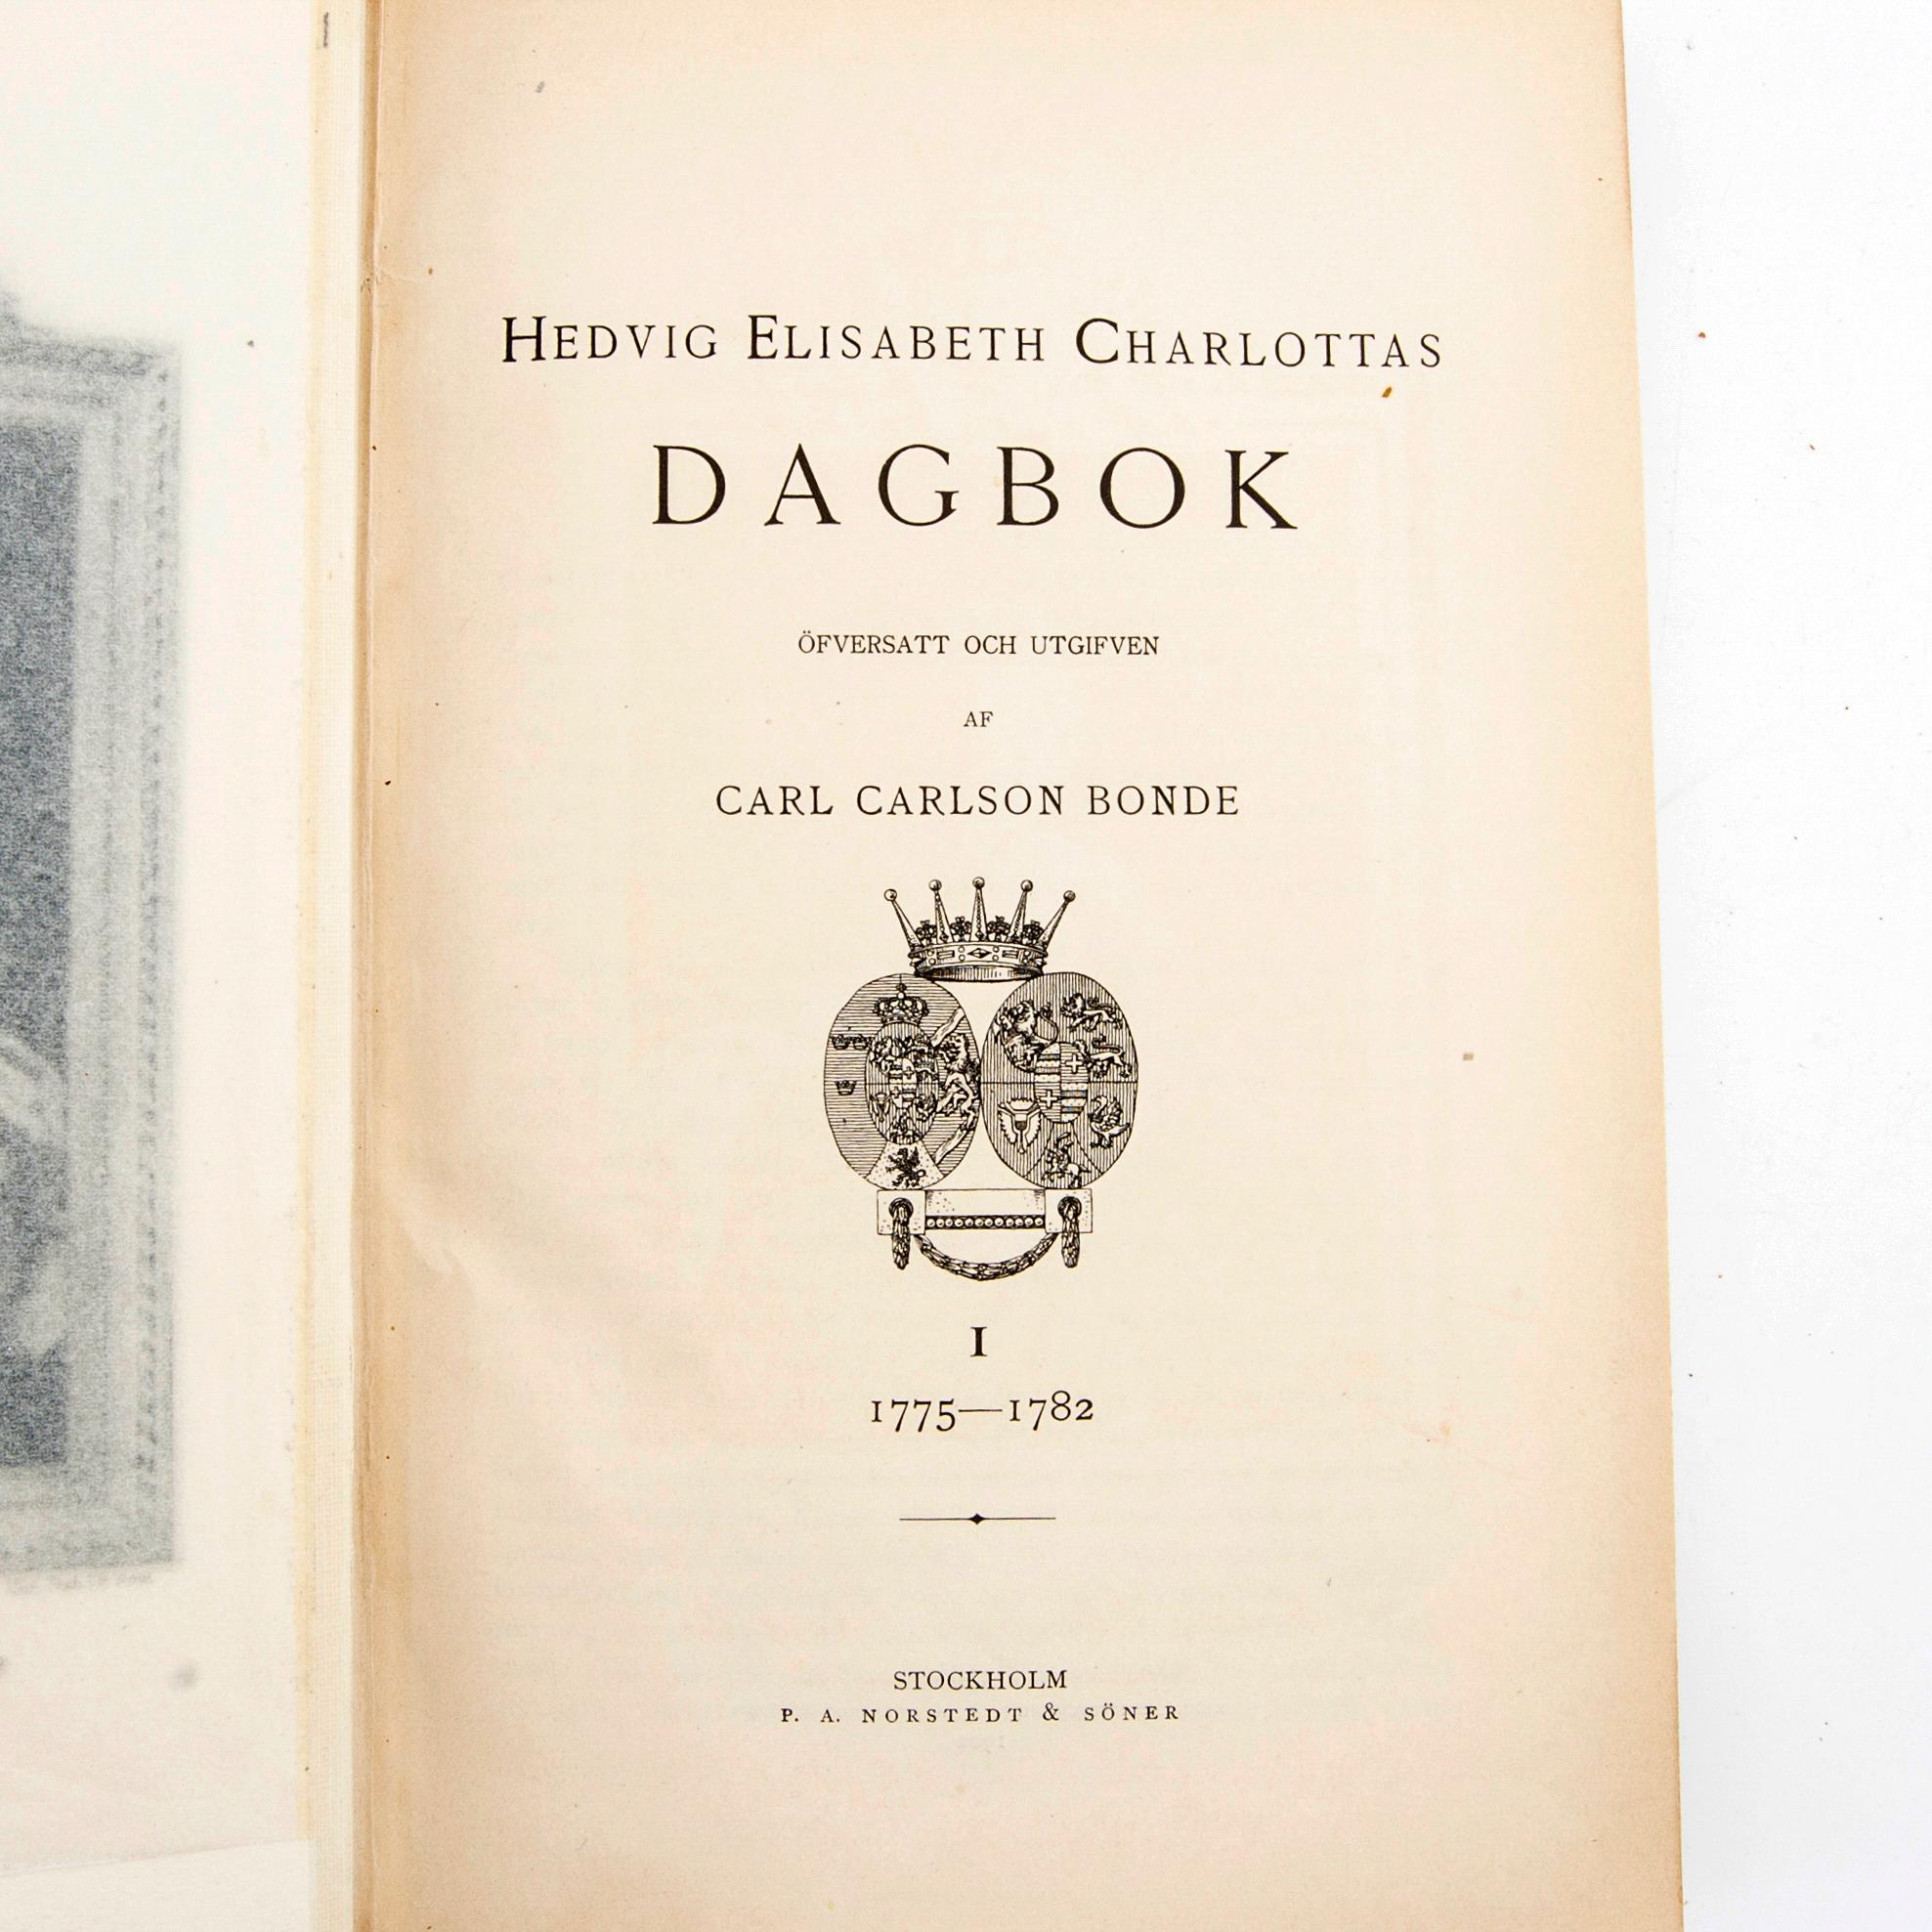 HEDVIG ELISABETH CHARLOTTAS
DAGBOK
ÖFVERSATT OCH UTGIFVEN
AF
CARL CARLSON BONDE
I
1775—1782
STOCKHOLM
P. A. NORSTEDT & SÖNER